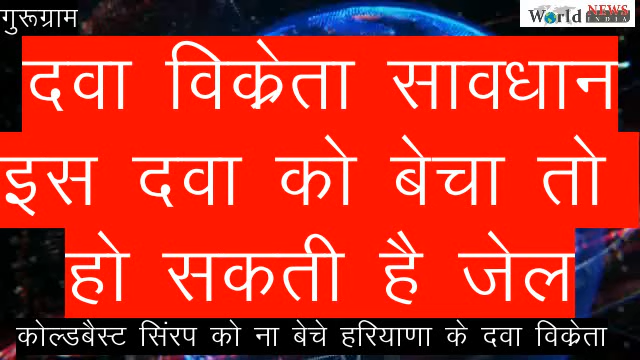 गुरूग्राम
World NEWS INDIA
दवा विक्रेता सावधान
इस दवा को बेचा तो
हो सकती है जेल
कोल्डबैस्ट सिंरप को ना बेचे हरियाणा के दवा विक्रेता